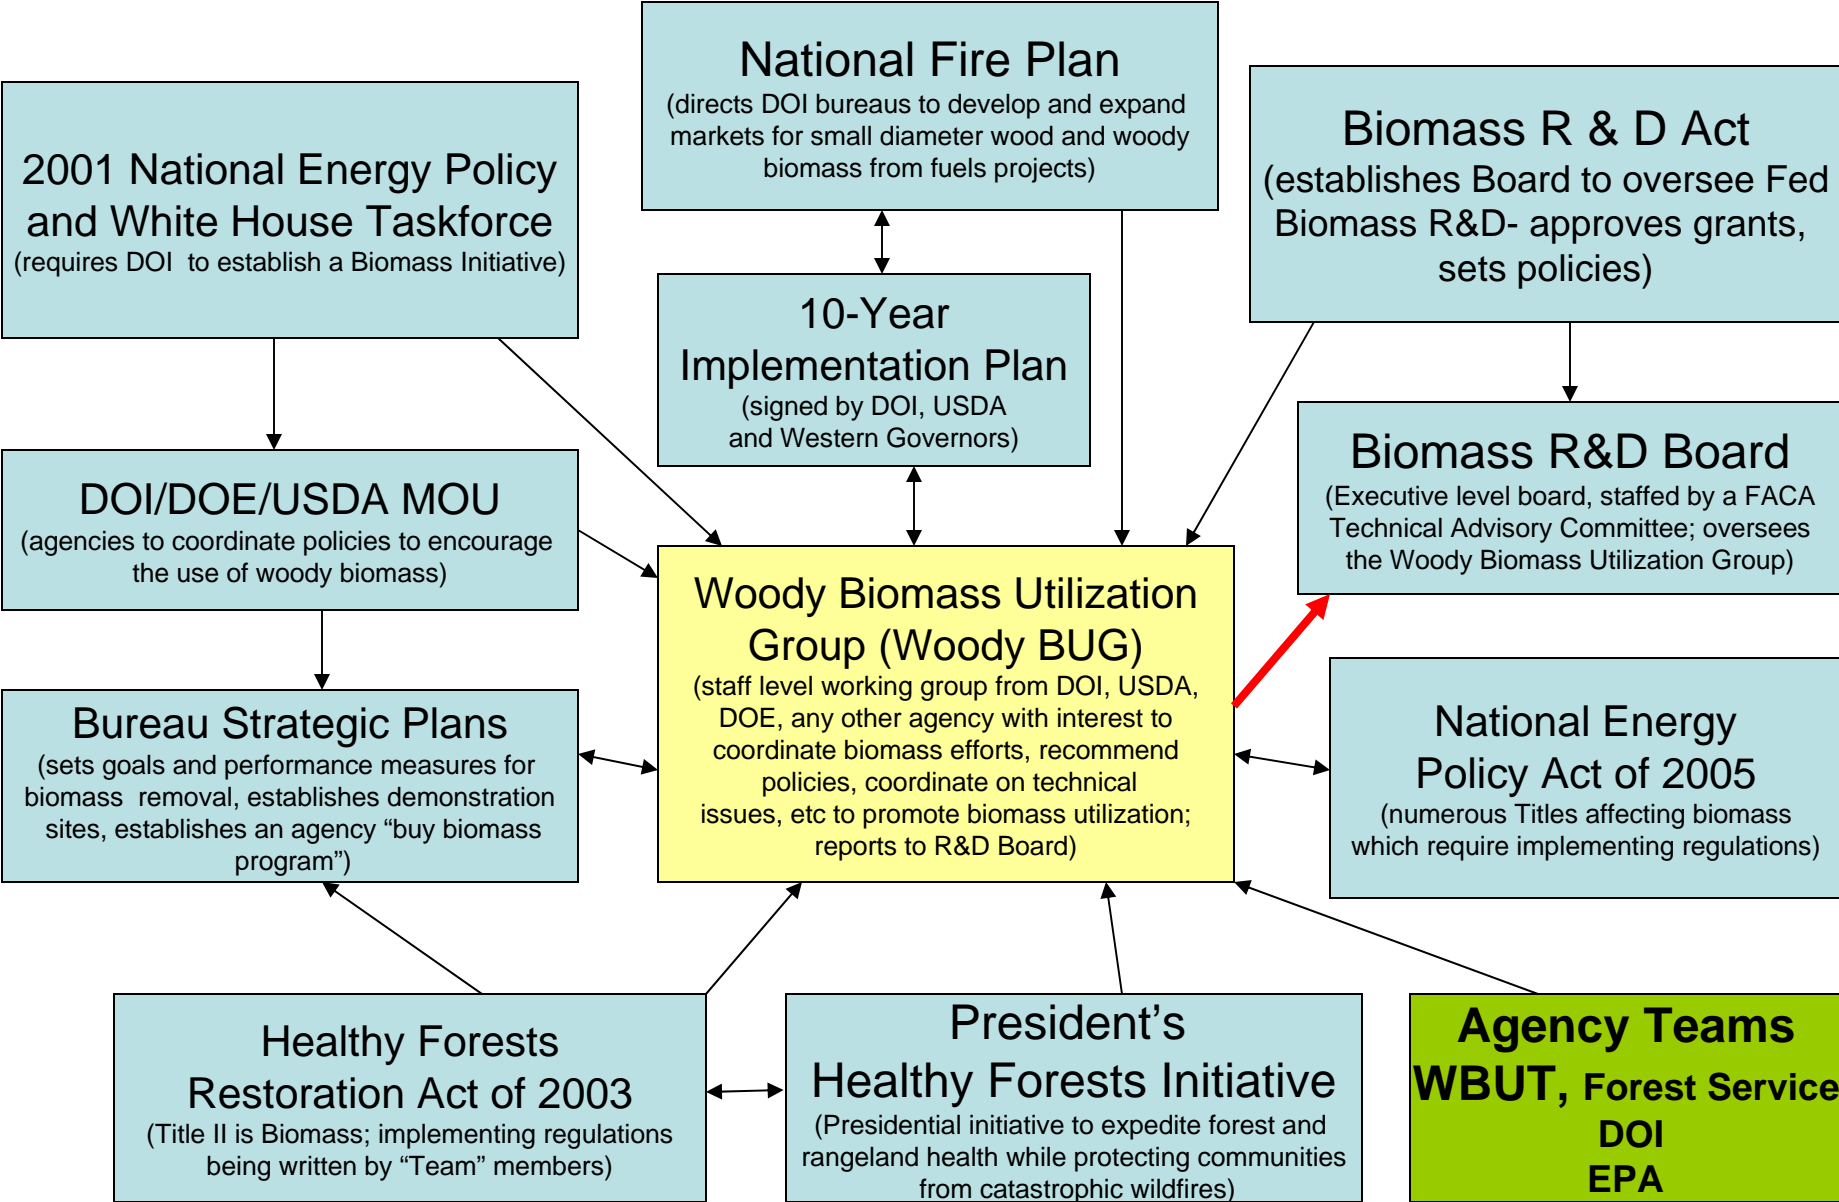 National Fire Plan
(directs DOI bureaus to develop and expand
markets for small diameter wood and woody
biomass from fuels projects)
2001 National Energy Policy
and White House Taskforce
(requires DOI to establish a Biomass Initiative)
Biomass R & D Act
(establishes Board to oversee Fed
Biomass R&D- approves grants,
sets policies)
10-Year
Implementation Plan
(signed by DOI, USDA
and Western Governors)
DOI/DOE/USDA MOU
(agencies to coordinate policies to encourage
the use of woody biomass)
Biomass R&D Board
(Executive level board, staffed by a FACA
Technical Advisory Committee; oversees
the Woody Biomass Utilization Group)
Woody Biomass Utilization
Group (Woody BUG)
(staff level working group from DOI, USDA,
DOE, any other agency with interest to
coordinate biomass efforts, recommend
policies, coordinate on technical
issues, etc to promote biomass utilization;
reports to R&D Board)
Bureau Strategic Plans
(sets goals and performance measures for
biomass removal, establishes demonstration
sites, establishes an agency “buy biomass
program”)
National Energy
Policy Act of 2005
(numerous Titles affecting biomass
which require implementing regulations)
Healthy Forests
Restoration Act of 2003
(Title II is Biomass; implementing regulations
being written by “Team” members)
President’s
Healthy Forests Initiative
(Presidential initiative to expedite forest and
rangeland health while protecting communities
from catastrophic wildfires)
Agency Teams
WBUT, Forest Service
DOI
EPA